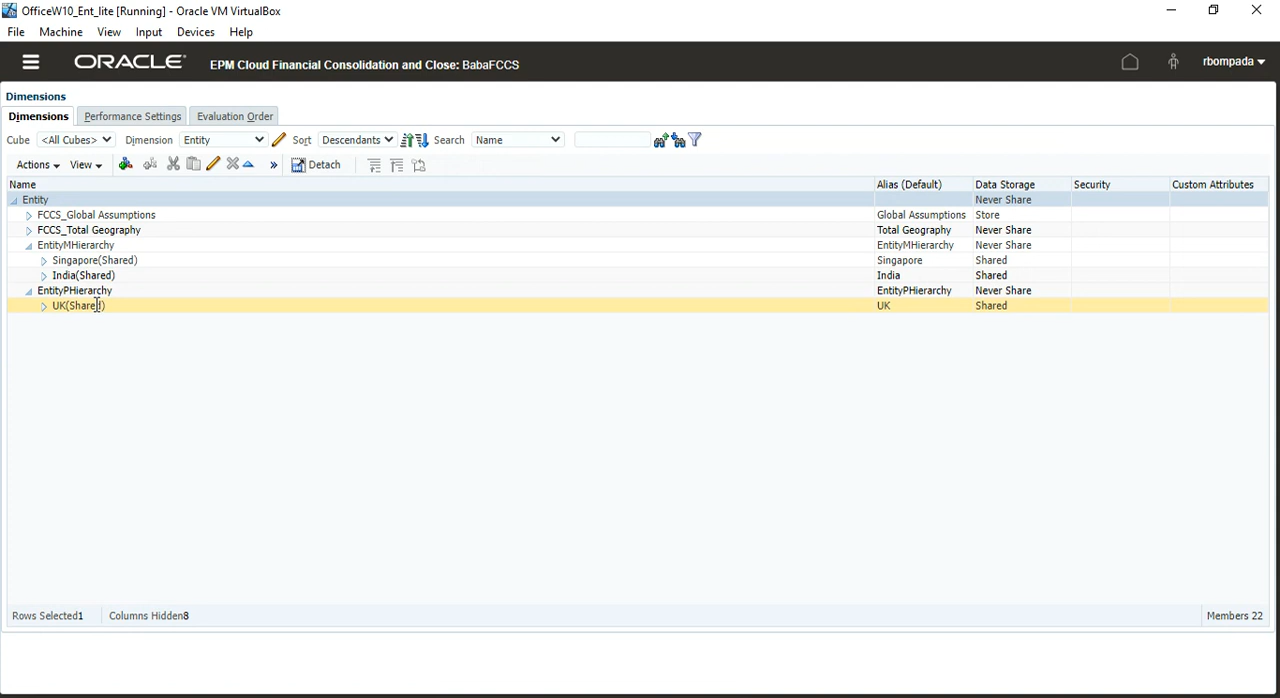 OfficeW10_Ent_lite [Running] - Oracle VM VirtualBox
File Machine View Input Devices Help
ORACLE® EPM Cloud Financial Consolidation and Close: BabaFCCS rbompada
Dimensions
Dimensions Performance Settings Evaluation Order
Cube <All Cubes> Dimension Entity Sort Descendants Search Name
Actions View » Detach
Name Alias (Default) Data Storage Security Custom Attributes
Entity Never Share
FCCS_Global Assumptions Global Assumptions Store
FCCS_Total Geography Total Geography Never Share
EntityMHierarchy EntityMHierarchy Never Share
Singapore(Shared) Singapore Shared
India(Shared) India Shared
EntityPHierarchy EntityPHierarchy Never Share
UK(Shared) UK Shared
Rows Selected1 Columns Hidden8 Members 22